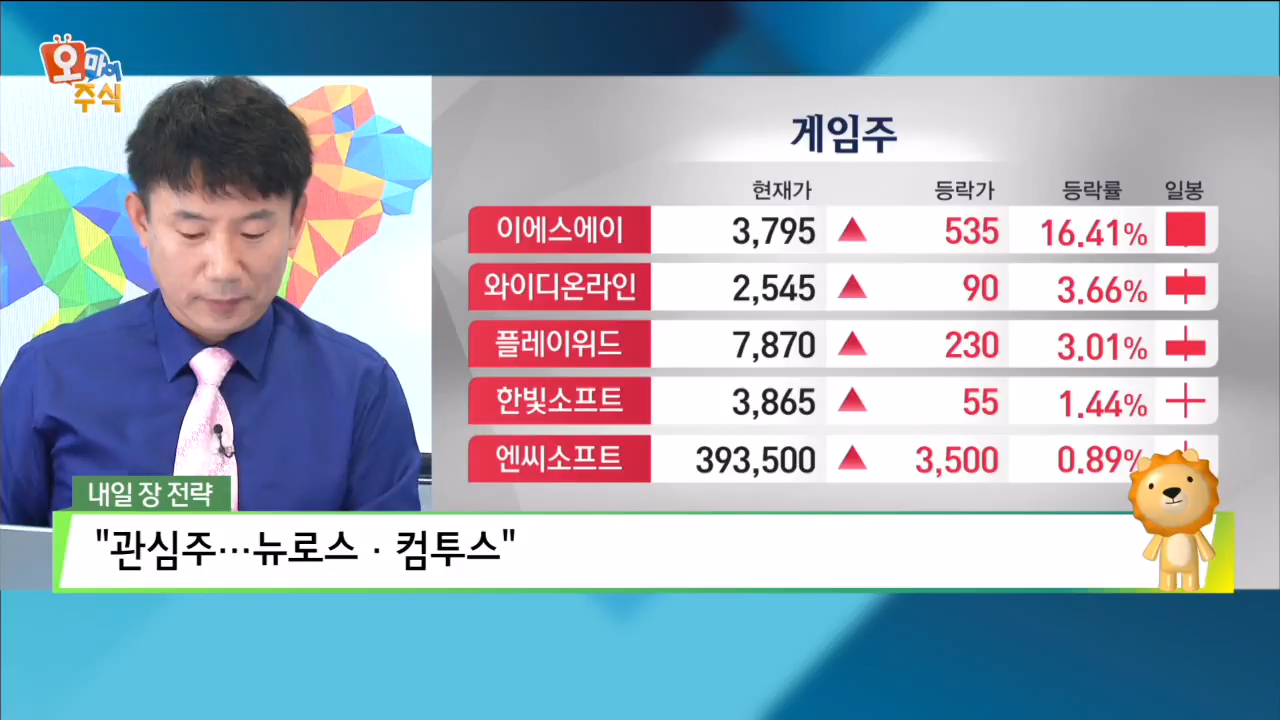 오마이
주식
게임주
현재가 등락가 등락률 일봉
이에스에이 3,795 ▲ 535 16.41%
와이디온라인 2,545 ▲ 90 3.66%
플레이위드 7,870 ▲ 230 3.01%
한빛소프트 3,865 ▲ 55 1.44%
엔씨소프트 393,500 ▲ 3,500 0.89%
내일 장 전략
"관심주…뉴로스·컴투스"